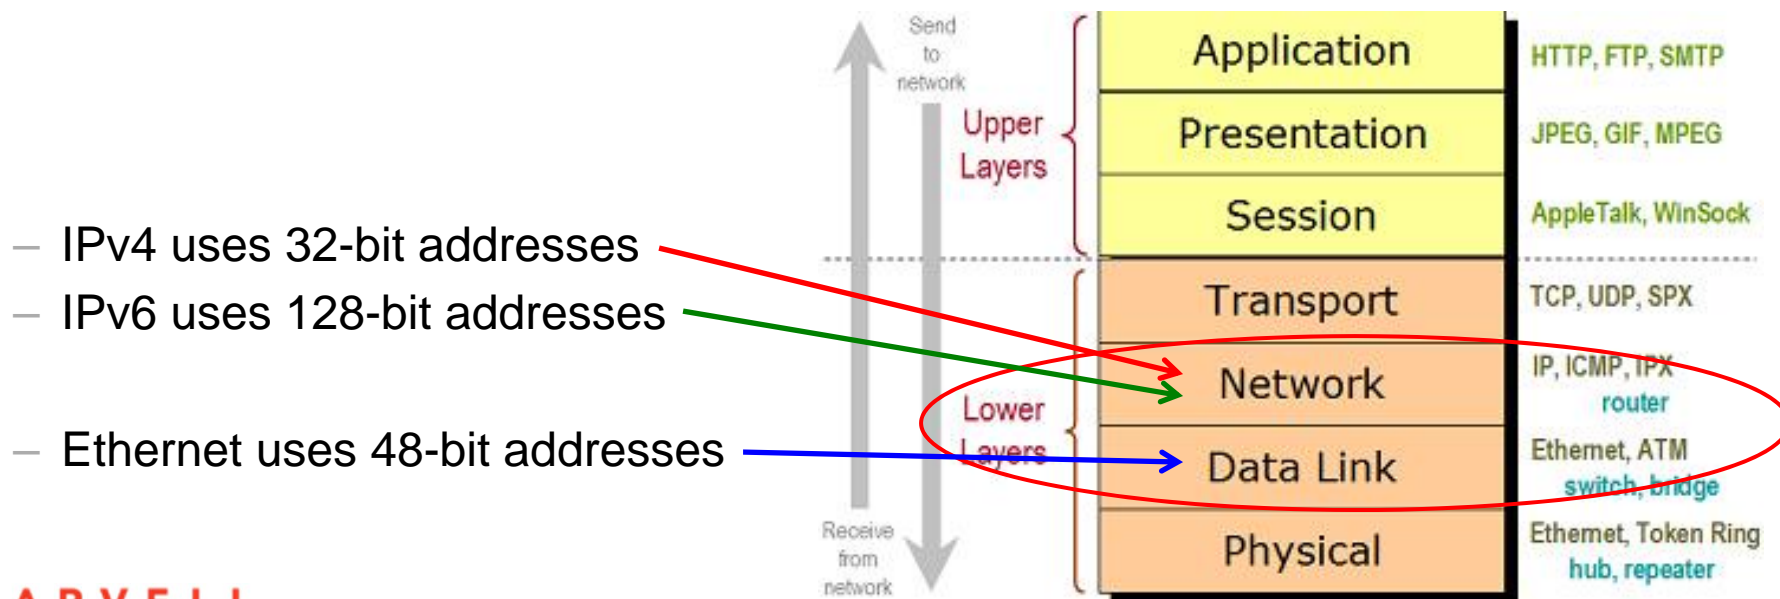 – IPv4 uses 32-bit addresses
– IPv6 uses 128-bit addresses
– Ethernet uses 48-bit addresses
Send
to
network
Receive
from
network
Upper
Layers
Lower
Layers
Application
HTTP, FTP, SMTP
Presentation
JPEG, GIF, MPEG
Session
AppleTalk, WinSock
Transport
TCP, UDP, SPX
Network
IP, ICMP, IPX
router
Data Link
Ethernet, ATM
switch, bridge
Physical
Ethernet, Token Ring
hub, repeater